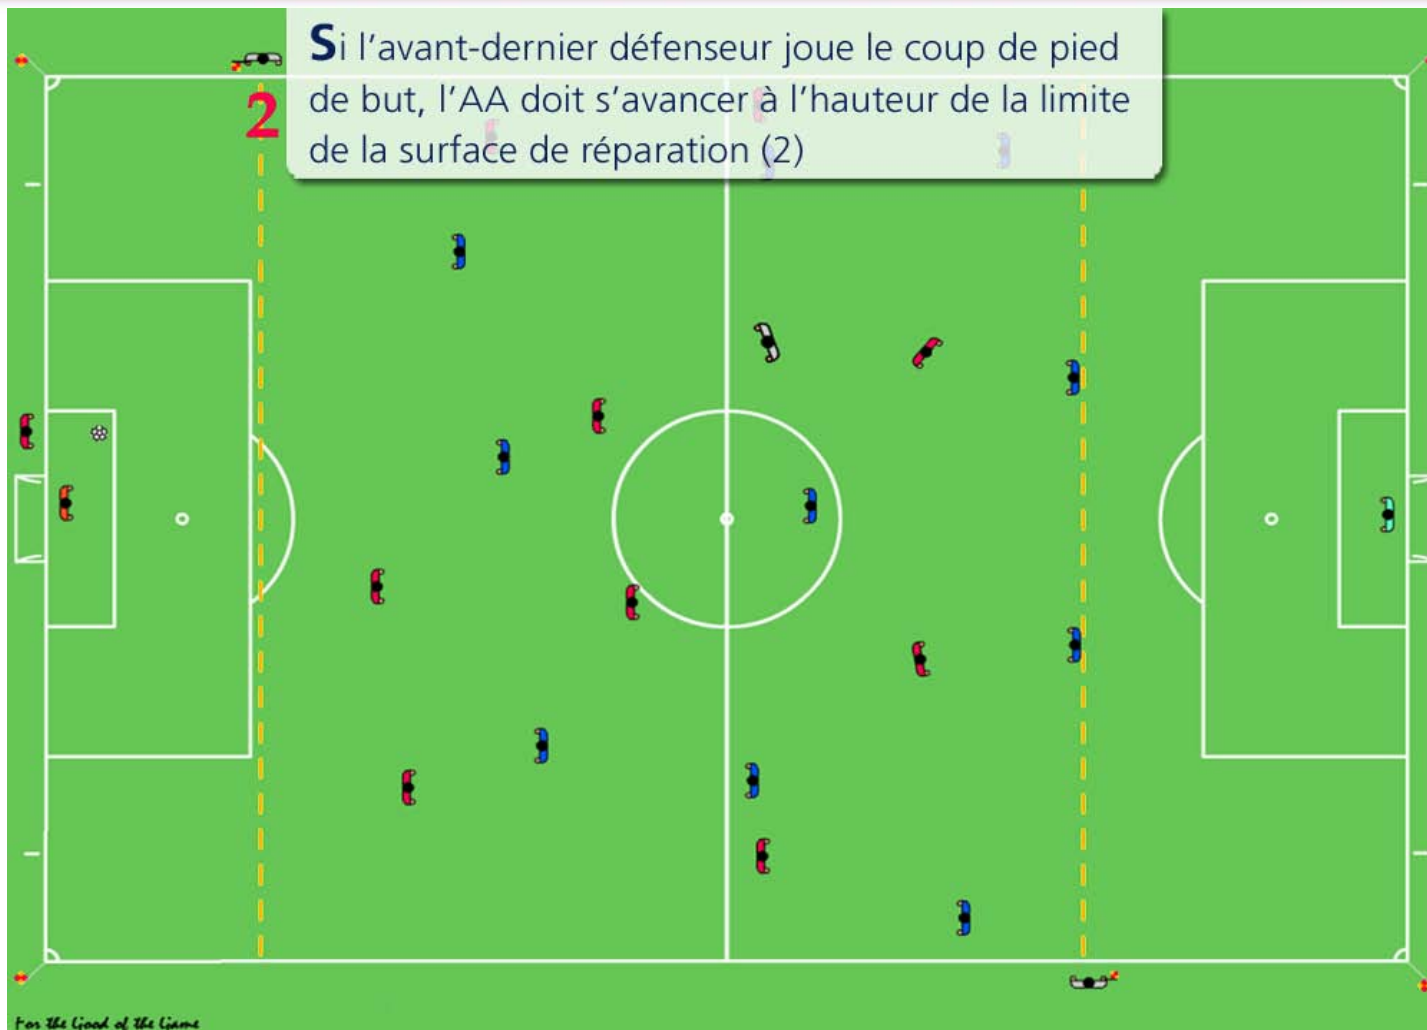 Si l’avant-dernier défenseur joue le coup de pied
2
de but, l’AA doit s’avancer à l’hauteur de la limite
de la surface de réparation (2)
For the Good of the Game